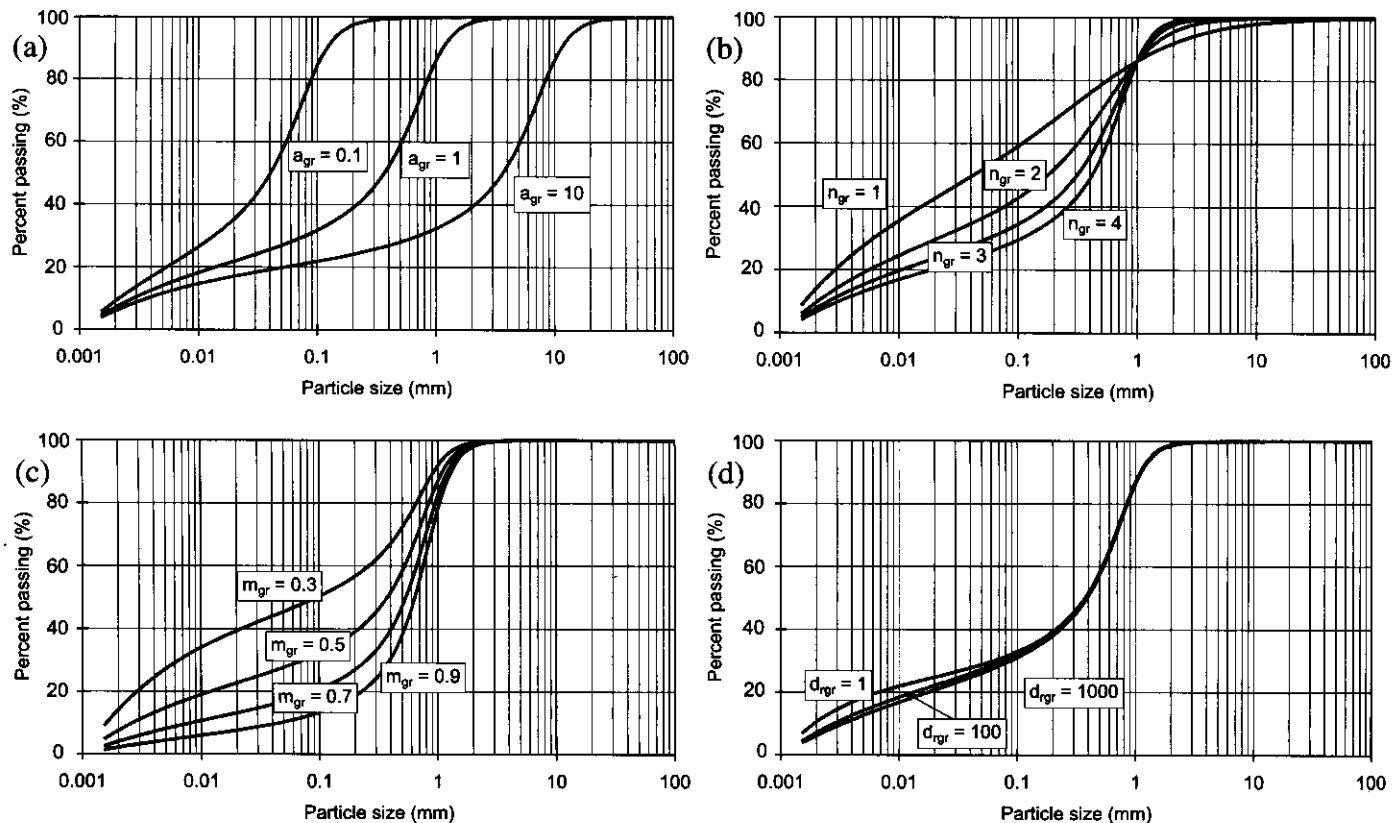 (a)
Percent passing (%)
100
80
60
40
20
0
a_gr = 0.1
a_gr = 1
a_gr = 10
0.001 0.01 0.1 1 10 100
Particle size (mm)
(b)
Percent passing (%)
100
80
60
40
20
0
n_gr = 1
n_gr = 2
n_gr = 3
n_gr = 4
0.001 0.01 0.1 1 10 100
Particle size (mm)
(c)
Percent passing (%)
100
80
60
40
20
0
m_gr = 0.3
m_gr = 0.5
m_gr = 0.7
m_gr = 0.9
0.001 0.01 0.1 1 10 100
Particle size (mm)
(d)
Percent passing (%)
100
80
60
40
20
0
d_rgr = 1
d_rgr = 100
d_rgr = 1000
0.001 0.01 0.1 1 10 100
Particle size (mm)